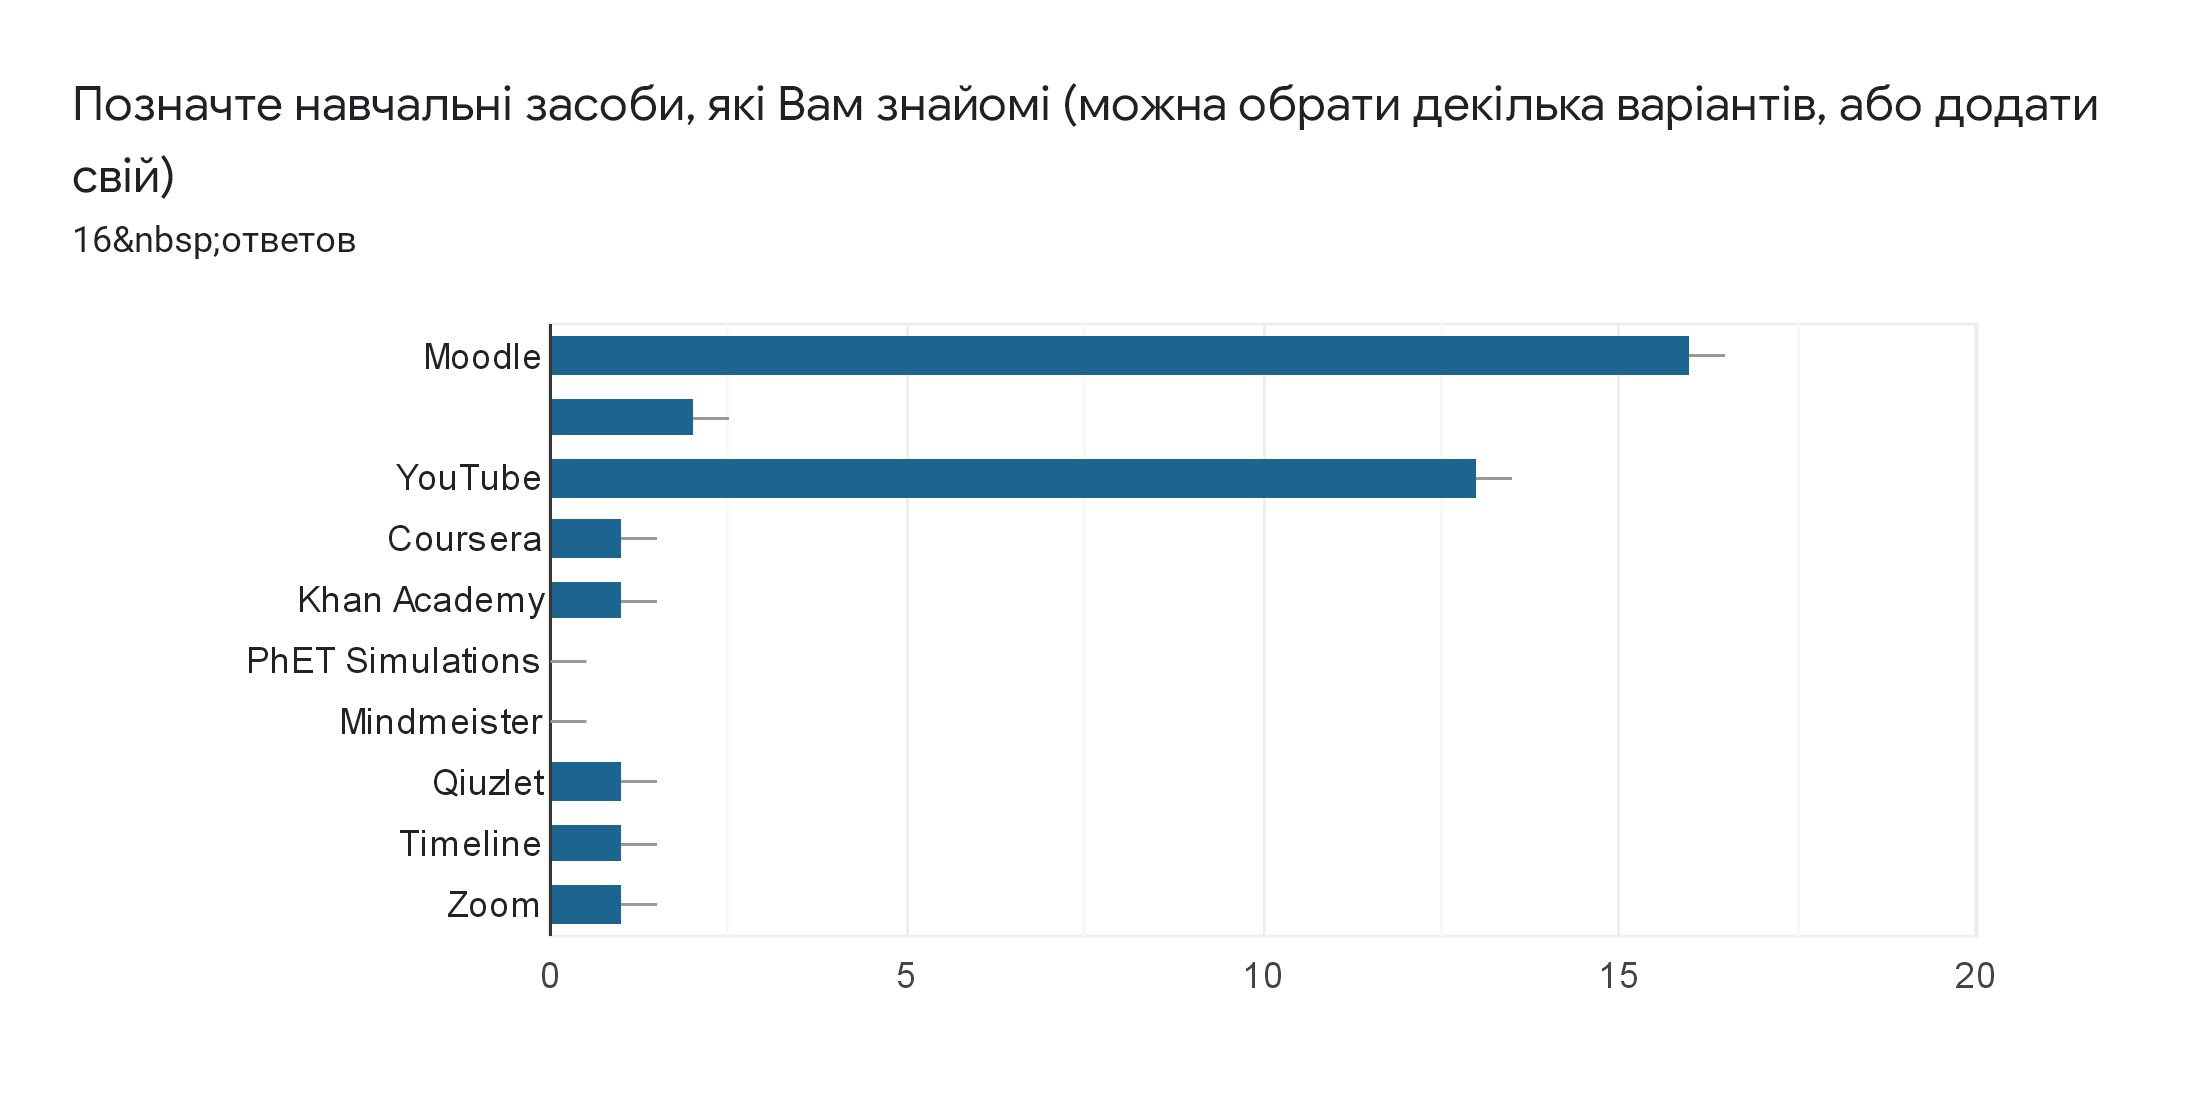 Позначте навчальні засоби, які Вам знайомі (можна обрати декілька варіантів, або додати
свій)
16&nbsp;ответов
Moodle
YouTube
Coursera
Khan Academy
PhET Simulations
Mindmeister
Qiuzlet
Timeline
Zoom
0 5 10 15 20